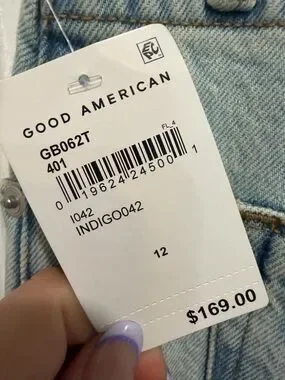 GOOD AMERICAN
GB062T
401
FL 4
0 19624 24500 1
I042
INDIGO042
12
$169.00